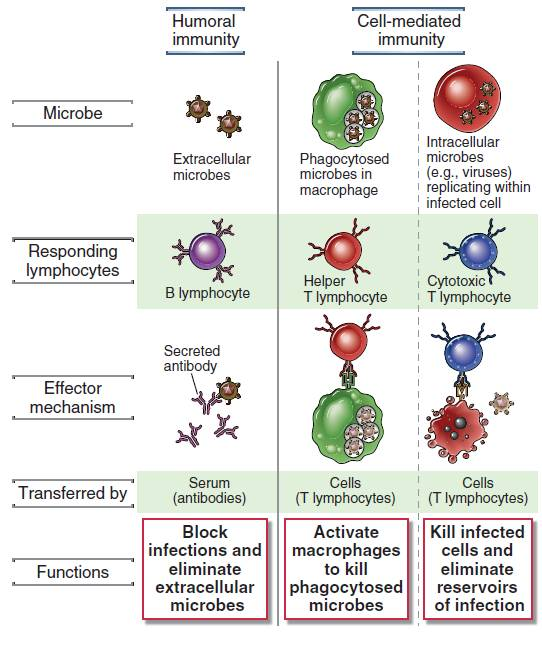 Humoral
immunity
Cell-mediated
immunity
Microbe
Extracellular
microbes
Phagocytosed
microbes in
macrophage
Intracellular
microbes
(e.g., viruses)
replicating within
infected cell
Responding
lymphocytes
B lymphocyte
Helper
T lymphocyte
Cytotoxic
T lymphocyte
Effector
mechanism
Secreted
antibody
Transferred by
Serum
(antibodies)
Cells
(T lymphocytes)
Cells
(T lymphocytes)
Functions
Block
infections and
eliminate
extracellular
microbes
Activate
macrophages
to kill
phagocytosed
microbes
Kill infected
cells and
eliminate
reservoirs
of infection